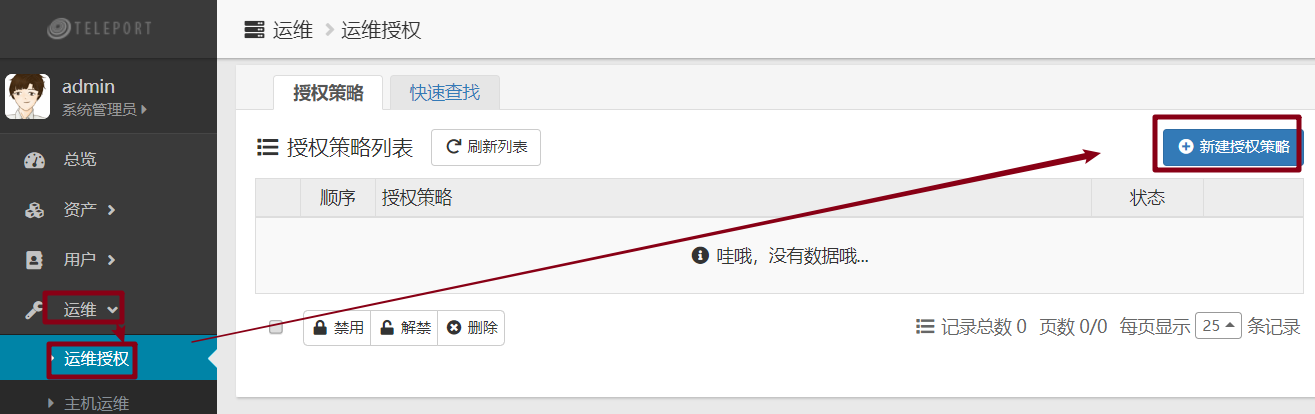 TELEPORT
运维 运维授权
admin
系统管理员
总览
资产
用户
运维
运维授权
主机运维
授权策略 快速查找
授权策略列表 刷新列表 新建授权策略
顺序 授权策略 状态
哇哦，没有数据哦...
禁用 解禁 删除 记录总数 0 页数 0/0 每页显示 25 条记录